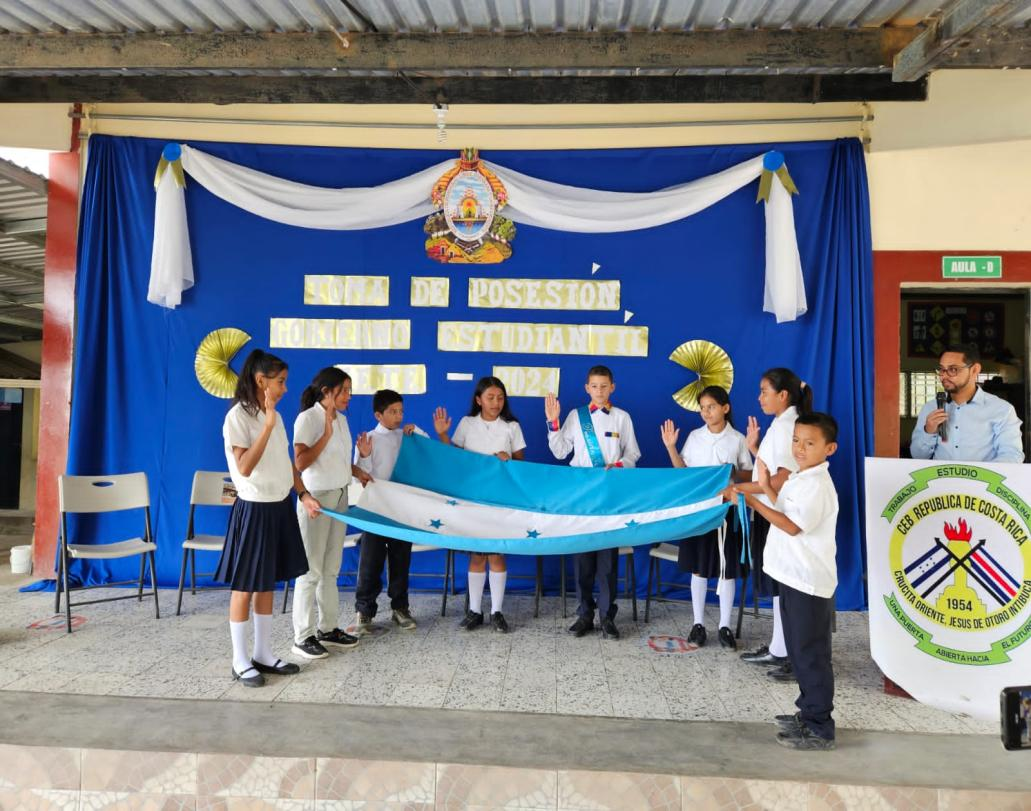 TOMA DE POSESIÓN
GOBIERNO ESTUDIANTIL
- 2024
AULA - D
TRABAJO ESTUDIO DISCIPLINA
CEB REPUBLICA DE COSTA RICA
1954
CRUCITA ORIENTE, JESUS DE OTORO INTIBUCA
UNA PUERTA ABIERTA HACIA EL FUTURO